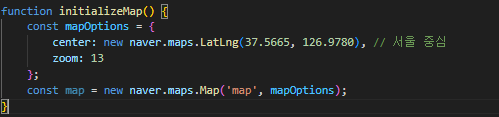 function initializeMap() {
    const mapOptions = {
        center: new naver.maps.LatLng(37.5665, 126.9780), // 서울 중심
        zoom: 13
    };
    const map = new naver.maps.Map('map', mapOptions);
}